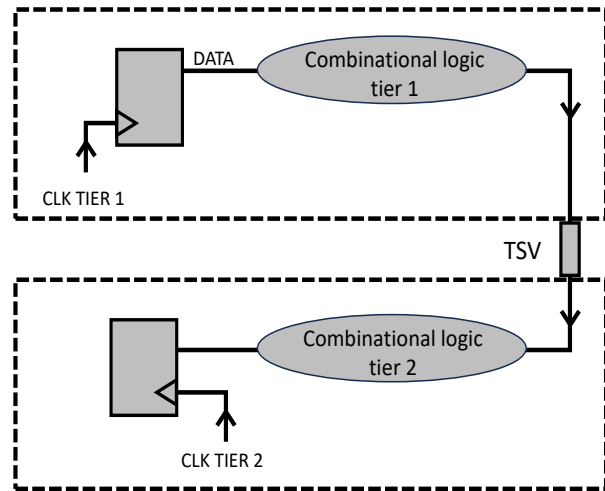 DATA
Combinational logic
tier 1
CLK TIER 1
TSV
Combinational logic
tier 2
CLK TIER 2